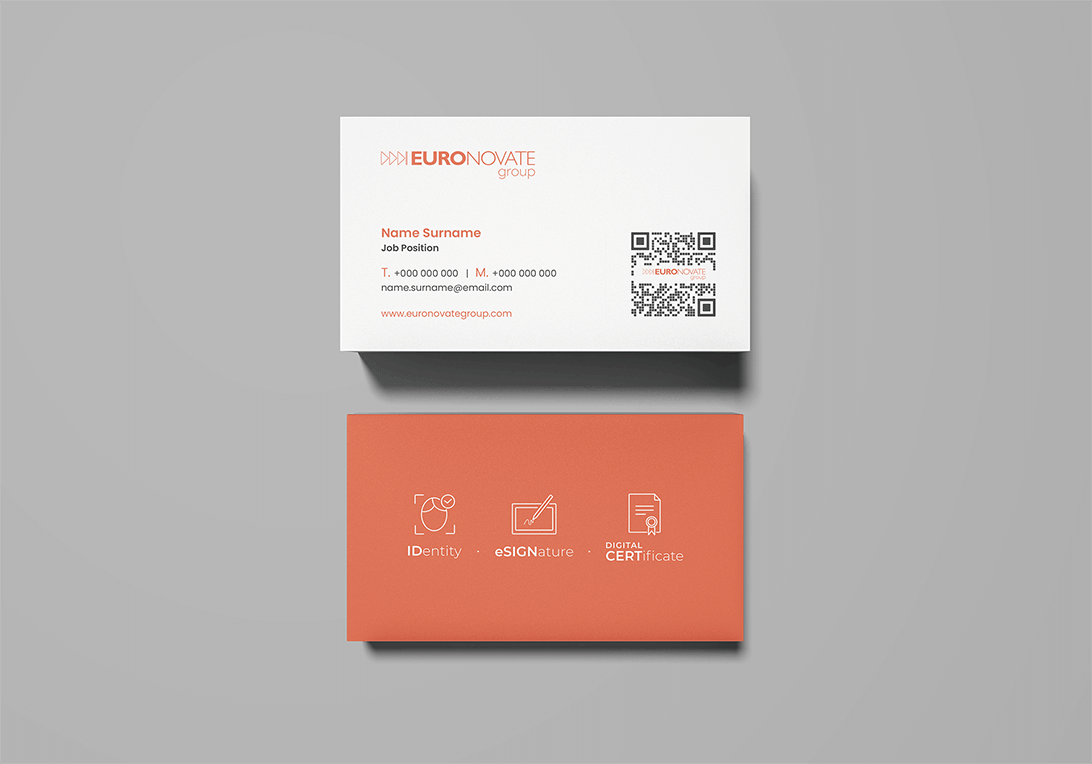 EURONOVATE
group
Name Surname
Job Position
T. +000 000 000 | M. +000 000 000
name.surname@email.com
www.euronovategroup.com
EURONOVATE
group
IDentity · eSIGNature · DIGITAL CERTificate